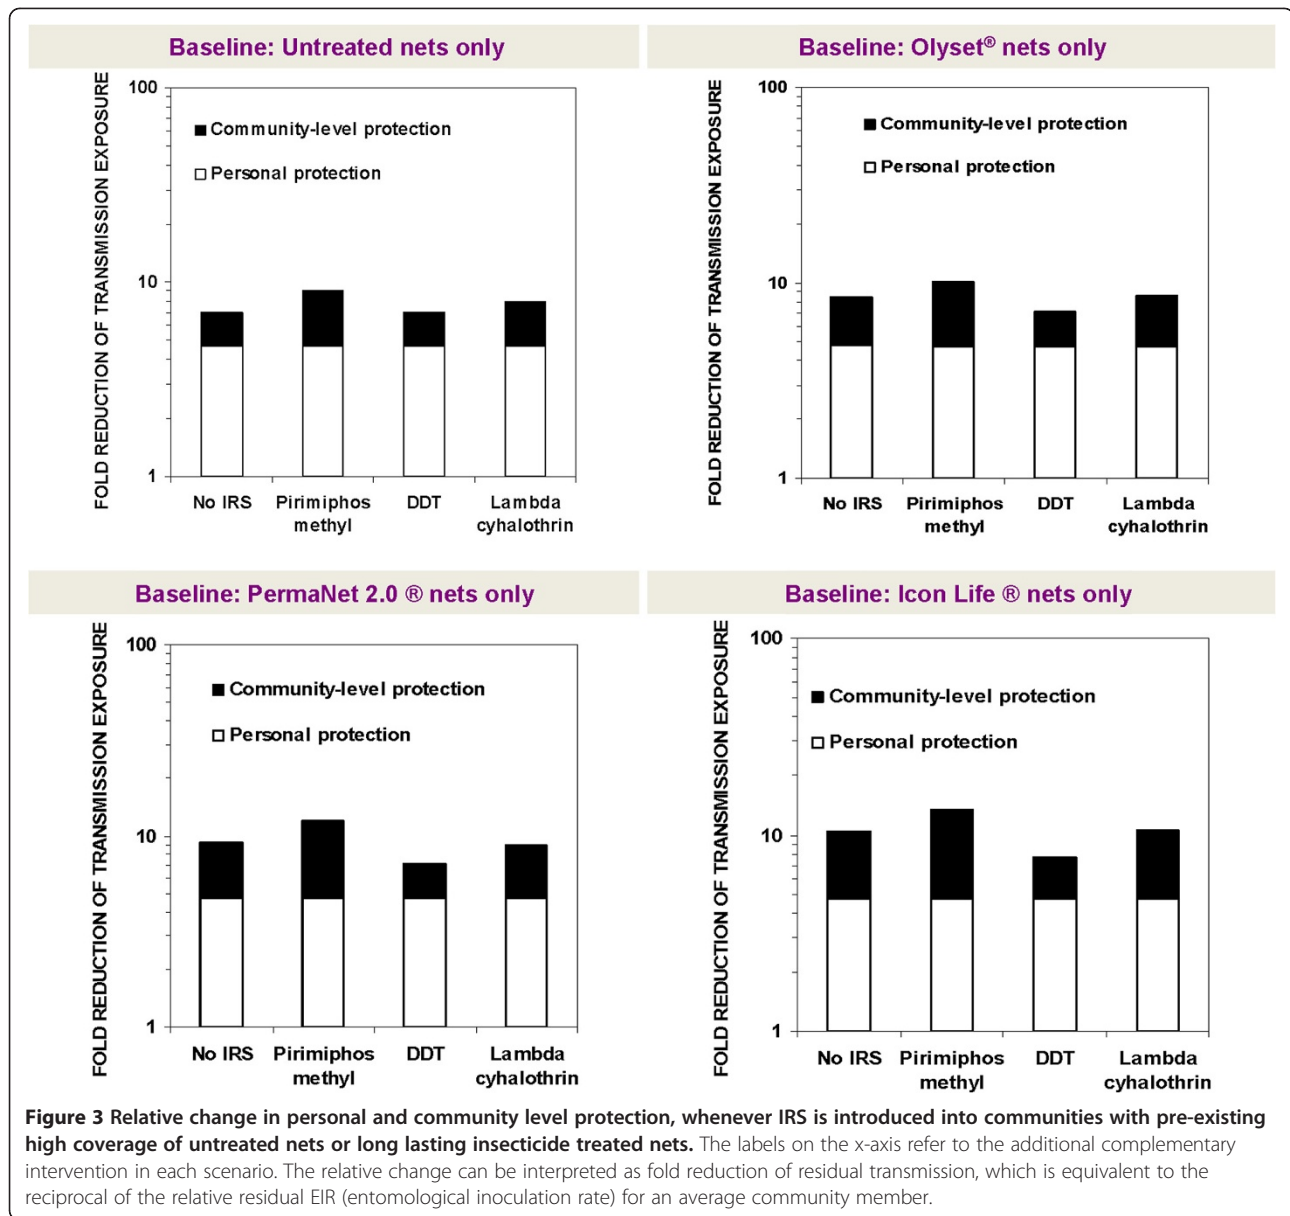 Baseline: Untreated nets only
FOLD REDUCTION OF TRANSMISSION EXPOSURE
100
10
1
Community-level protection
Personal protection
No IRS
Pirimiphos
methyl
DDT
Lambda
cyhalothrin
Baseline: Olyset® nets only
FOLD REDUCTION OF TRANSMISSION EXPOSURE
100
10
1
Community-level protection
Personal protection
No IRS
Pirimiphos
methyl
DDT
Lambda
cyhalothrin
Baseline: PermaNet 2.0 ® nets only
FOLD REDUCTION OF TRANSMISSION EXPOSURE
100
10
1
Community-level protection
Personal protection
No IRS
Pirimiphos
methyl
DDT
Lambda
cyhalothrin
Baseline: Icon Life ® nets only
FOLD REDUCTION OF TRANSMISSION EXPOSURE
100
10
1
Community-level protection
Personal protection
No IRS
Pirimiphos
methyl
DDT
Lambda
cyhalothrin
Figure 3 Relative change in personal and community level protection, whenever IRS is introduced into communities with pre-existing
high coverage of untreated nets or long lasting insecticide treated nets. The labels on the x-axis refer to the additional complementary
intervention in each scenario. The relative change can be interpreted as fold reduction of residual transmission, which is equivalent to the
reciprocal of the relative residual EIR (entomological inoculation rate) for an average community member.